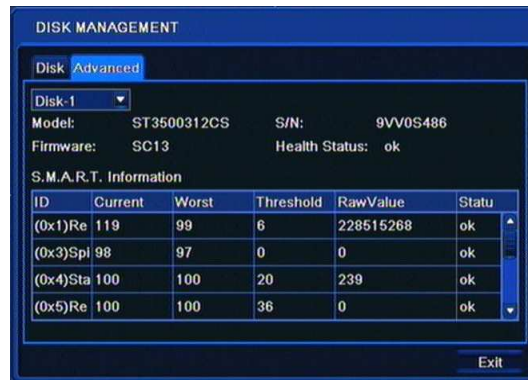 DISK MANAGEMENT
Disk Advanced
Disk-1
Model: ST3500312CS S/N: 9VV0S486
Firmware: SC13 Health Status: ok
S.M.A.R.T. Information
ID Current Worst Threshold RawValue Statu
(0x1)Re 119 99 6 228515268 ok
(0x3)Spi 98 97 0 0 ok
(0x4)Sta 100 100 20 239 ok
(0x5)Re 100 100 36 0 ok
Exit